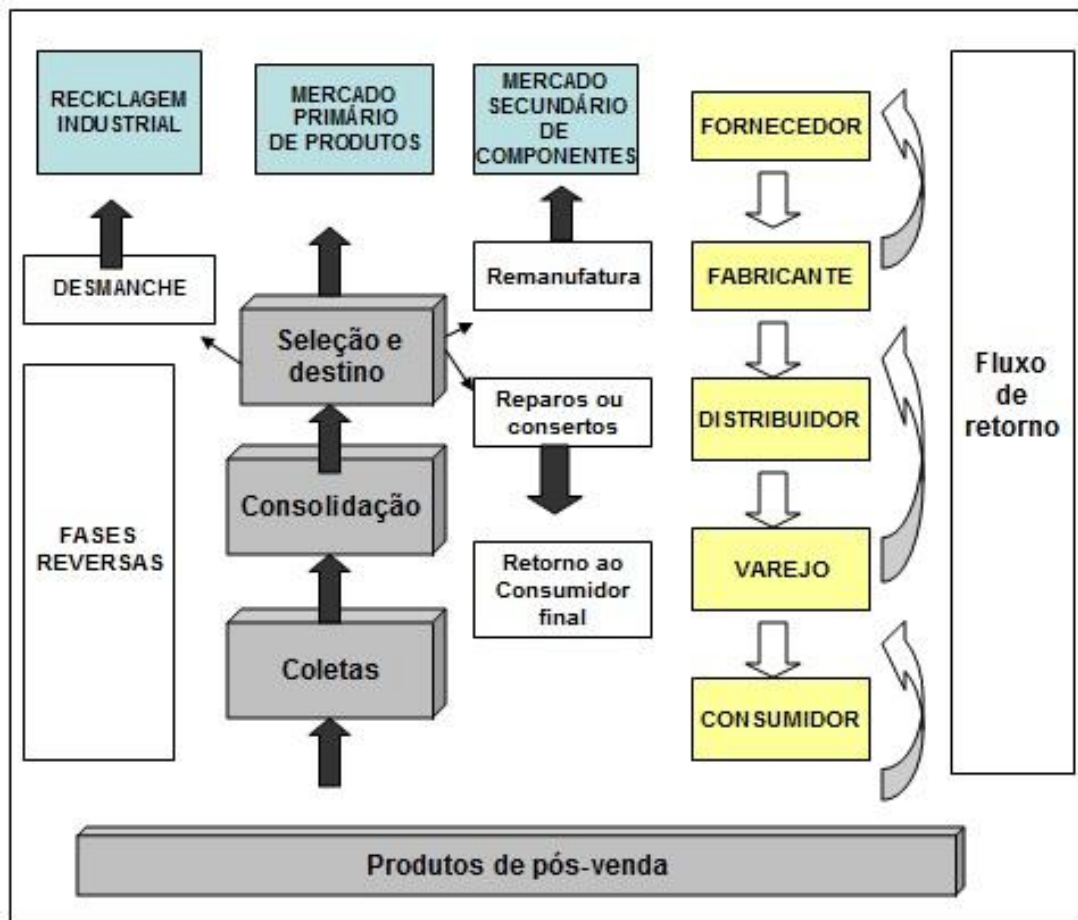 RECICLAGEM
INDUSTRIAL
MERCADO
PRIMÁRIO
DE PRODUTOS
MERCADO
SECUNDÁRIO
DE
COMPONENTES
FORNECEDOR
DESMANCHE
Remanufatura
FABRICANTE
Seleção e
destino
Reparos ou
consertos
DISTRIBUIDOR
Fluxo
de
retorno
FASES
REVERSAS
Consolidação
Retorno ao
Consumidor
final
VAREJO
Coletas
CONSUMIDOR
Produtos de pós-venda